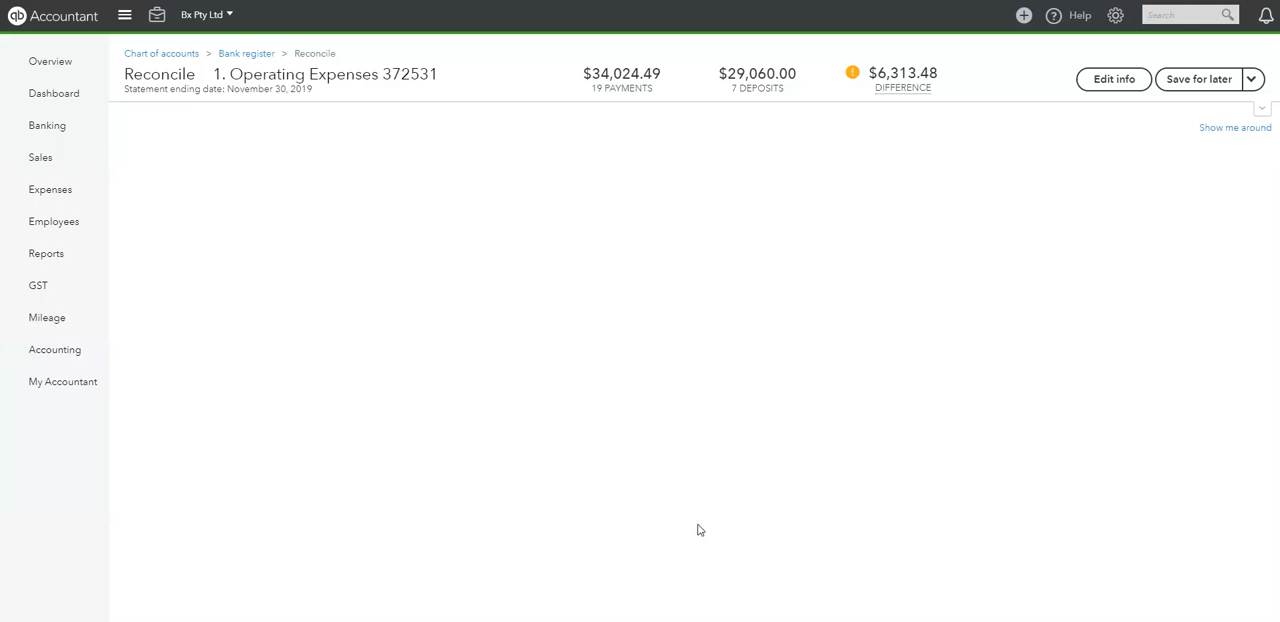 qb Accountant Bx Pty Ltd Help Search
Chart of accounts > Bank register > Reconcile
Reconcile 1. Operating Expenses 372531
Statement ending date: November 30, 2019
$34,024.49
19 PAYMENTS
$29,060.00
7 DEPOSITS
! $6,313.48
DIFFERENCE
Edit info
Save for later
Show me around
Overview
Dashboard
Banking
Sales
Expenses
Employees
Reports
GST
Mileage
Accounting
My Accountant